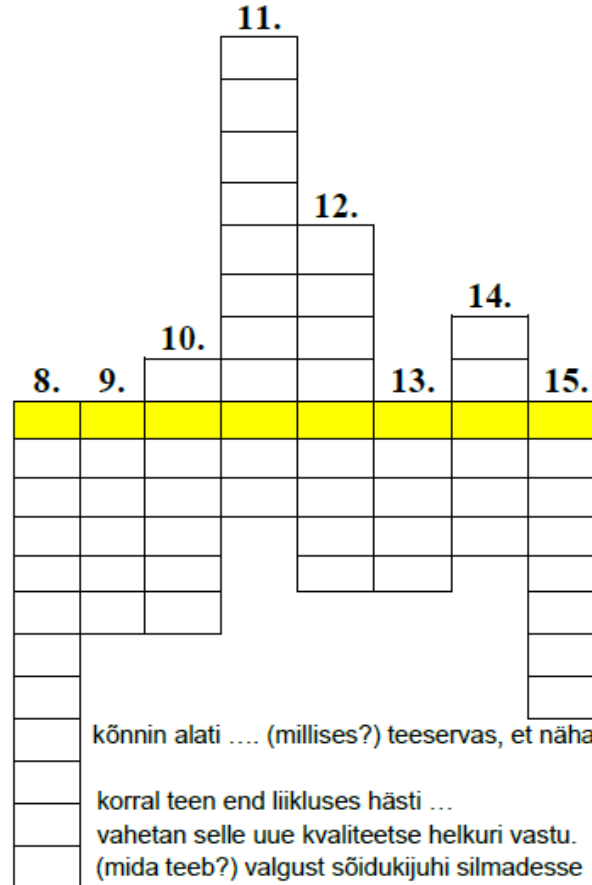 11.
12.
14.
10.
8. 9. 13. 15.
kõnnin alati …. (millises?) teeservas, et näha
korral teen end liikluses hästi …
vahetan selle uue kvaliteetse helkuri vastu.
(mida teeb?) valgust sõidukijuhi silmadesse